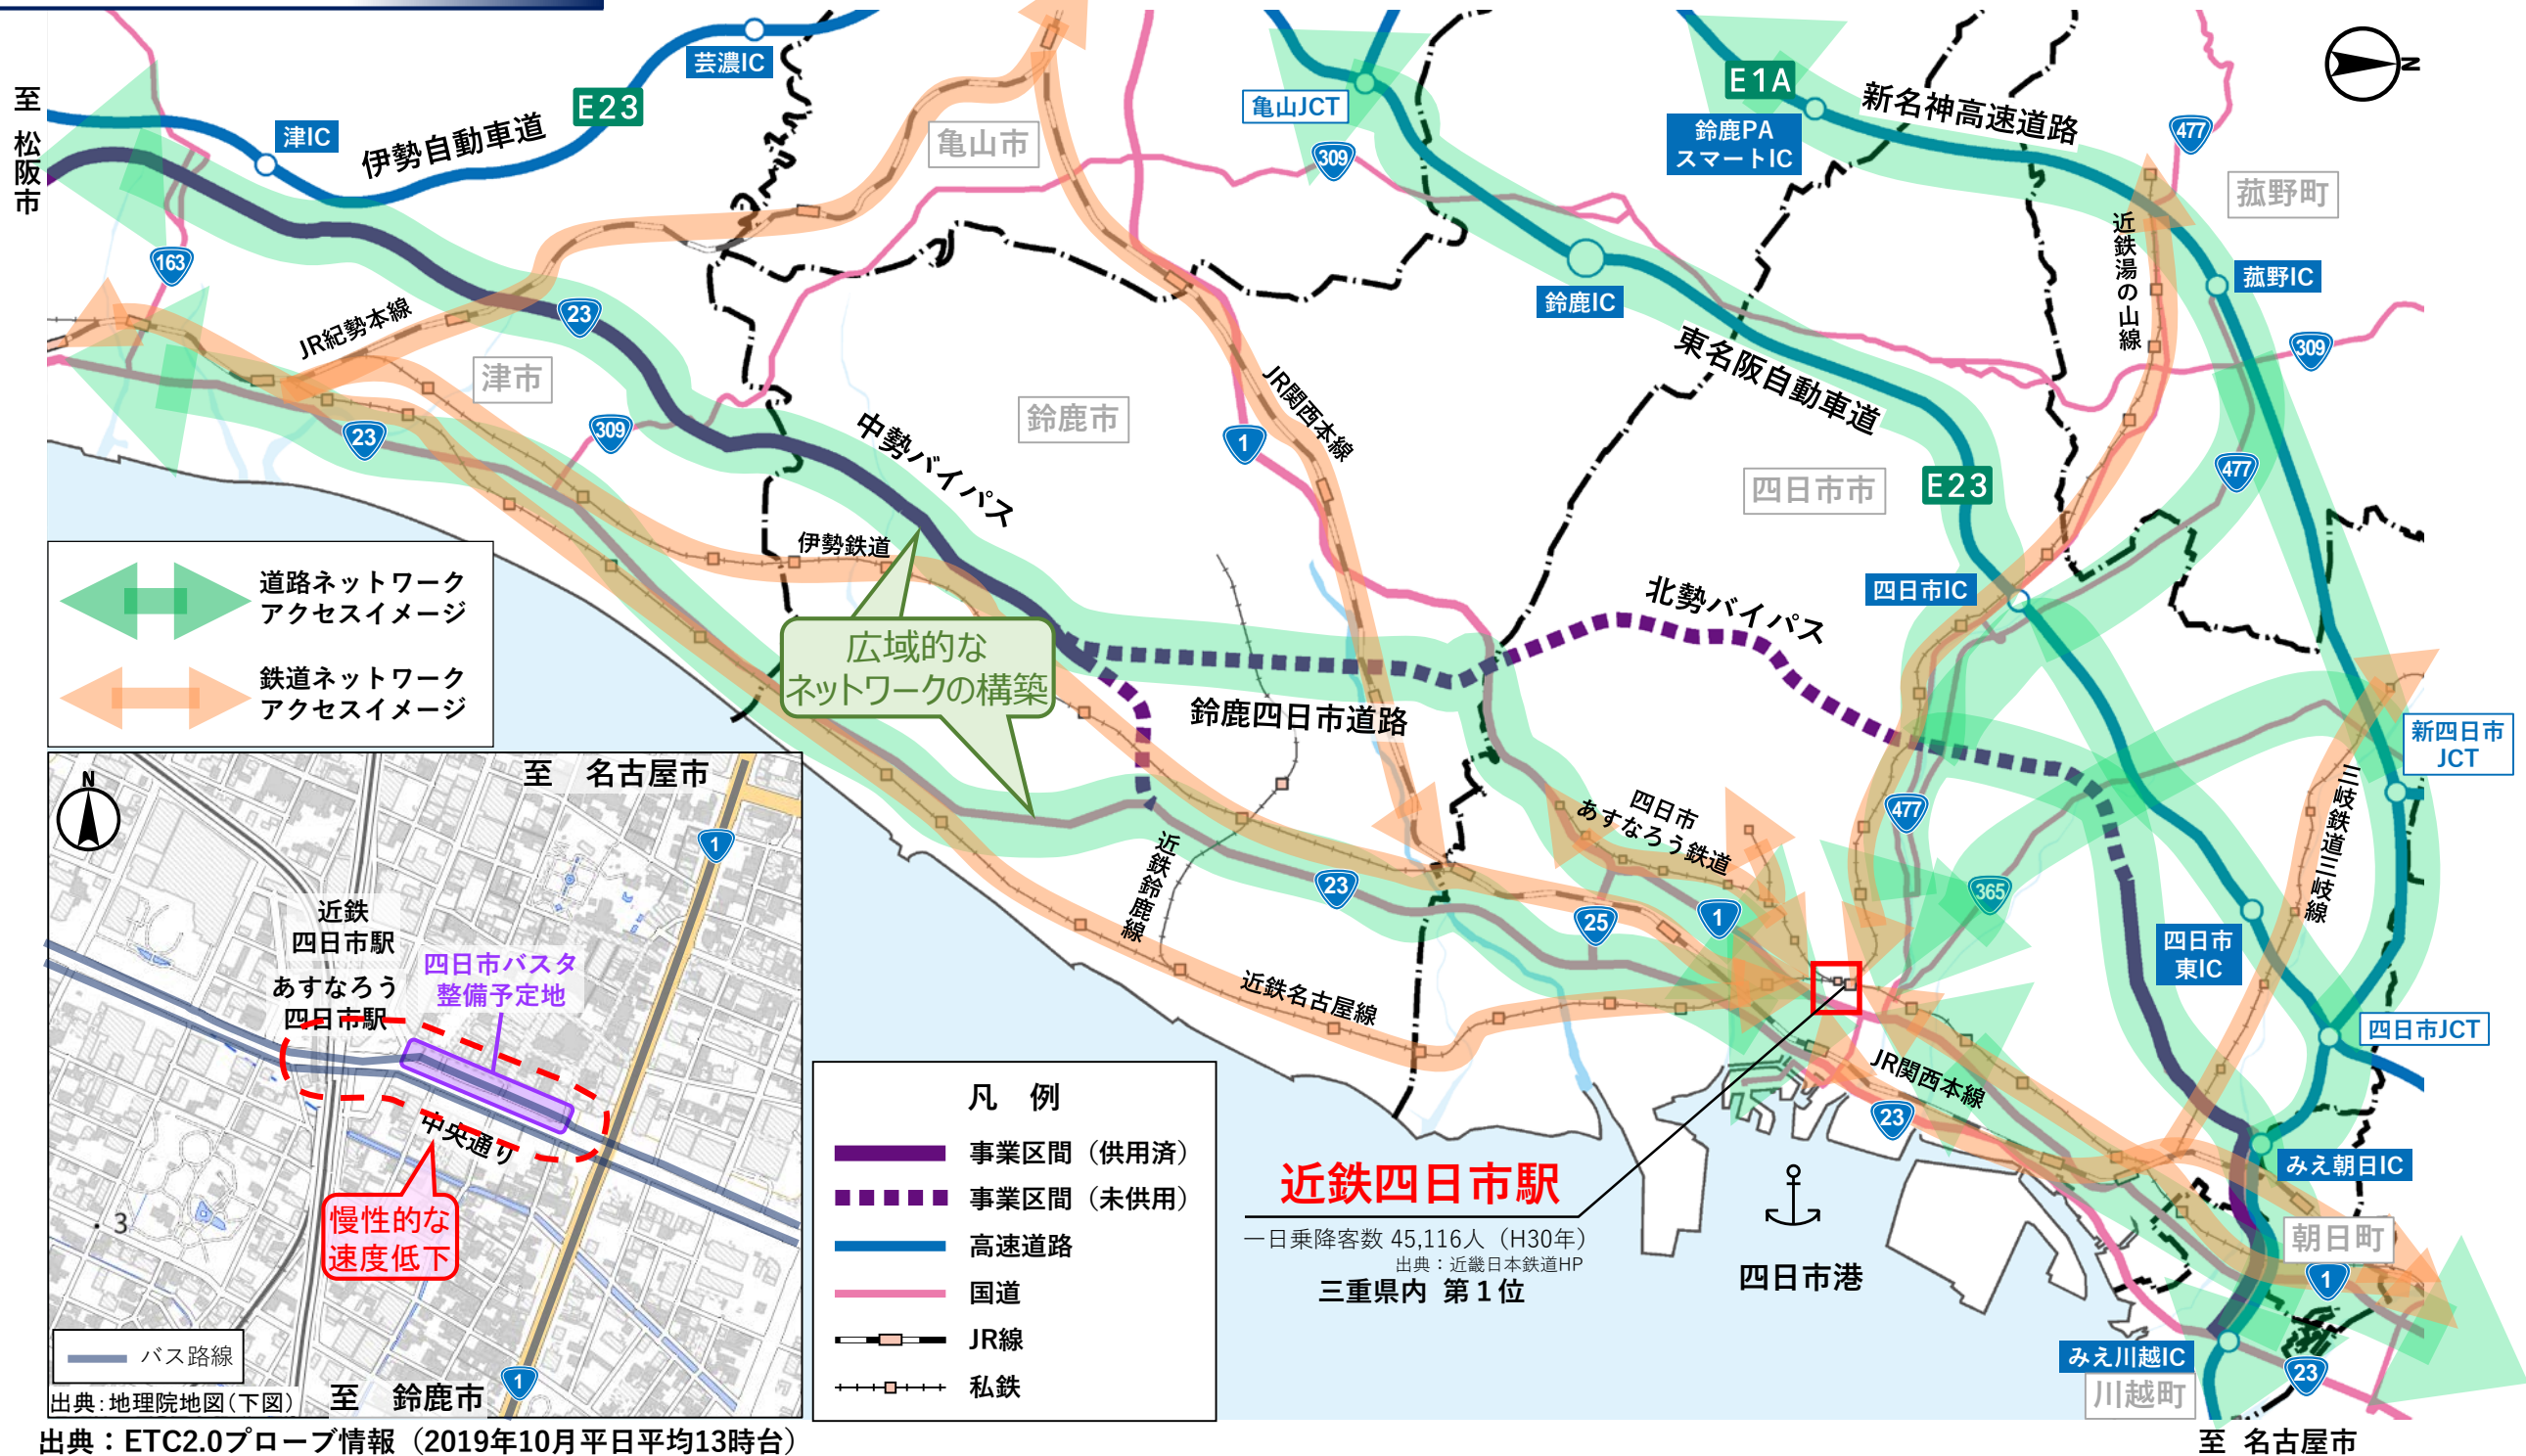 至
松阪市
津IC
伊勢自動車道
E23
芸濃IC
亀山市
亀山JCT
309
E1A
鈴鹿PA
スマートIC
新名神高速道路
477
N
菰野町
近鉄湯の山線
菰野IC
309
163
JR紀勢本線
23
津市
23
309
中勢バイパス
鈴鹿市
1
JR関西本線
鈴鹿IC
東名阪自動車道
四日市市
E23
477
伊勢鉄道
四日市IC
北勢バイパス
広域的な
ネットワークの構築
鈴鹿四日市道路
新四日市
JCT
道路ネットワーク
アクセスイメージ
鉄道ネットワーク
アクセスイメージ
四日市
あすなろう鉄道
477
365
三岐鉄道三岐線
近鉄鈴鹿線
23
25
1
四日市
東IC
近鉄名古屋線
四日市JCT
JR関西本線
23
みえ朝日IC
朝日町
1
みえ川越IC
川越町
23
至 名古屋市
近鉄四日市駅
一日乗降客数 45,116人（H30年）
出典：近畿日本鉄道HP
三重県内 第１位
四日市港
N
至 名古屋市
1
近鉄
四日市駅
あすなろう
四日市駅
四日市バスタ
整備予定地
中央通り
慢性的な
速度低下
3
バス路線
出典:地理院地図(下図)
至 鈴鹿市
1
凡 例
事業区間（供用済）
事業区間（未供用）
高速道路
国道
JR線
私鉄
出典：ETC2.0プローブ情報（2019年10月平日平均13時台）